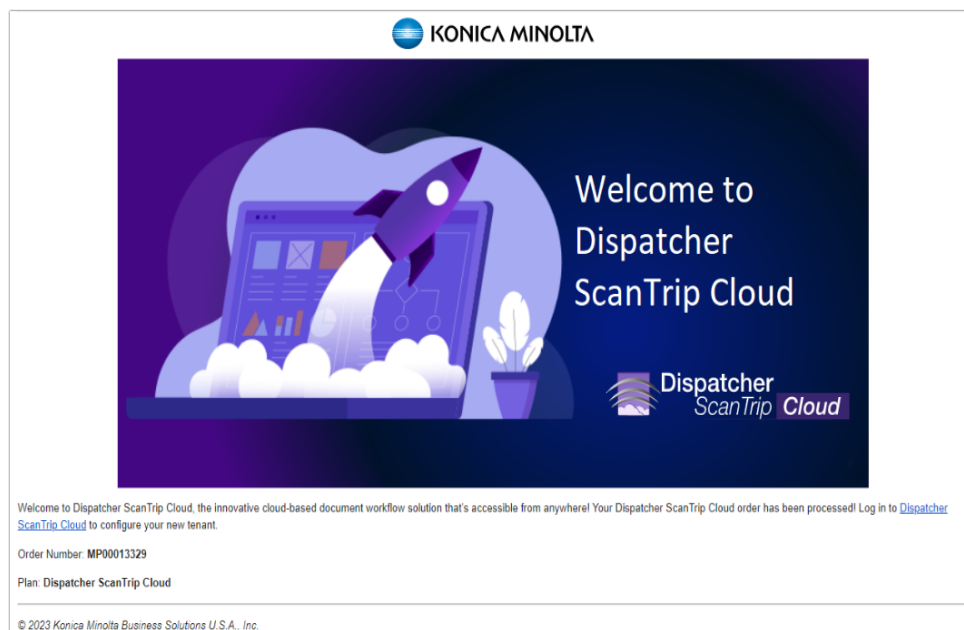 KONICA MINOLTA
Welcome to
Dispatcher
ScanTrip Cloud
Dispatcher
ScanTrip Cloud
Welcome to Dispatcher ScanTrip Cloud, the innovative cloud-based document workflow solution that's accessible from anywhere! Your Dispatcher ScanTrip Cloud order has been processed! Log in to Dispatcher
ScanTrip Cloud to configure your new tenant.
Order Number: MP00013329
Plan: Dispatcher ScanTrip Cloud
© 2023 Konica Minolta Business Solutions U.S.A., Inc.